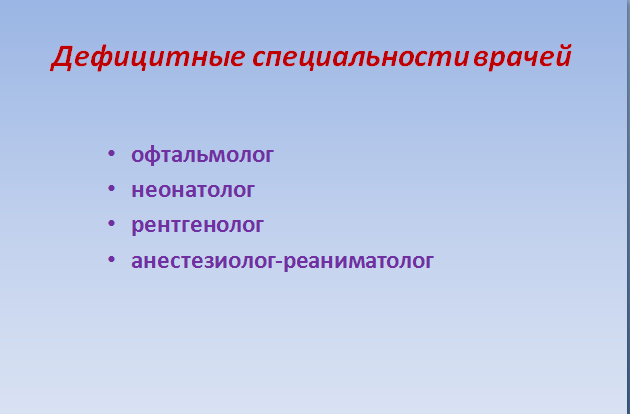 Дефицитные специальности врачей
• офтальмолог
• неонатолог
• рентгенолог
• анестезиолог-реаниматолог